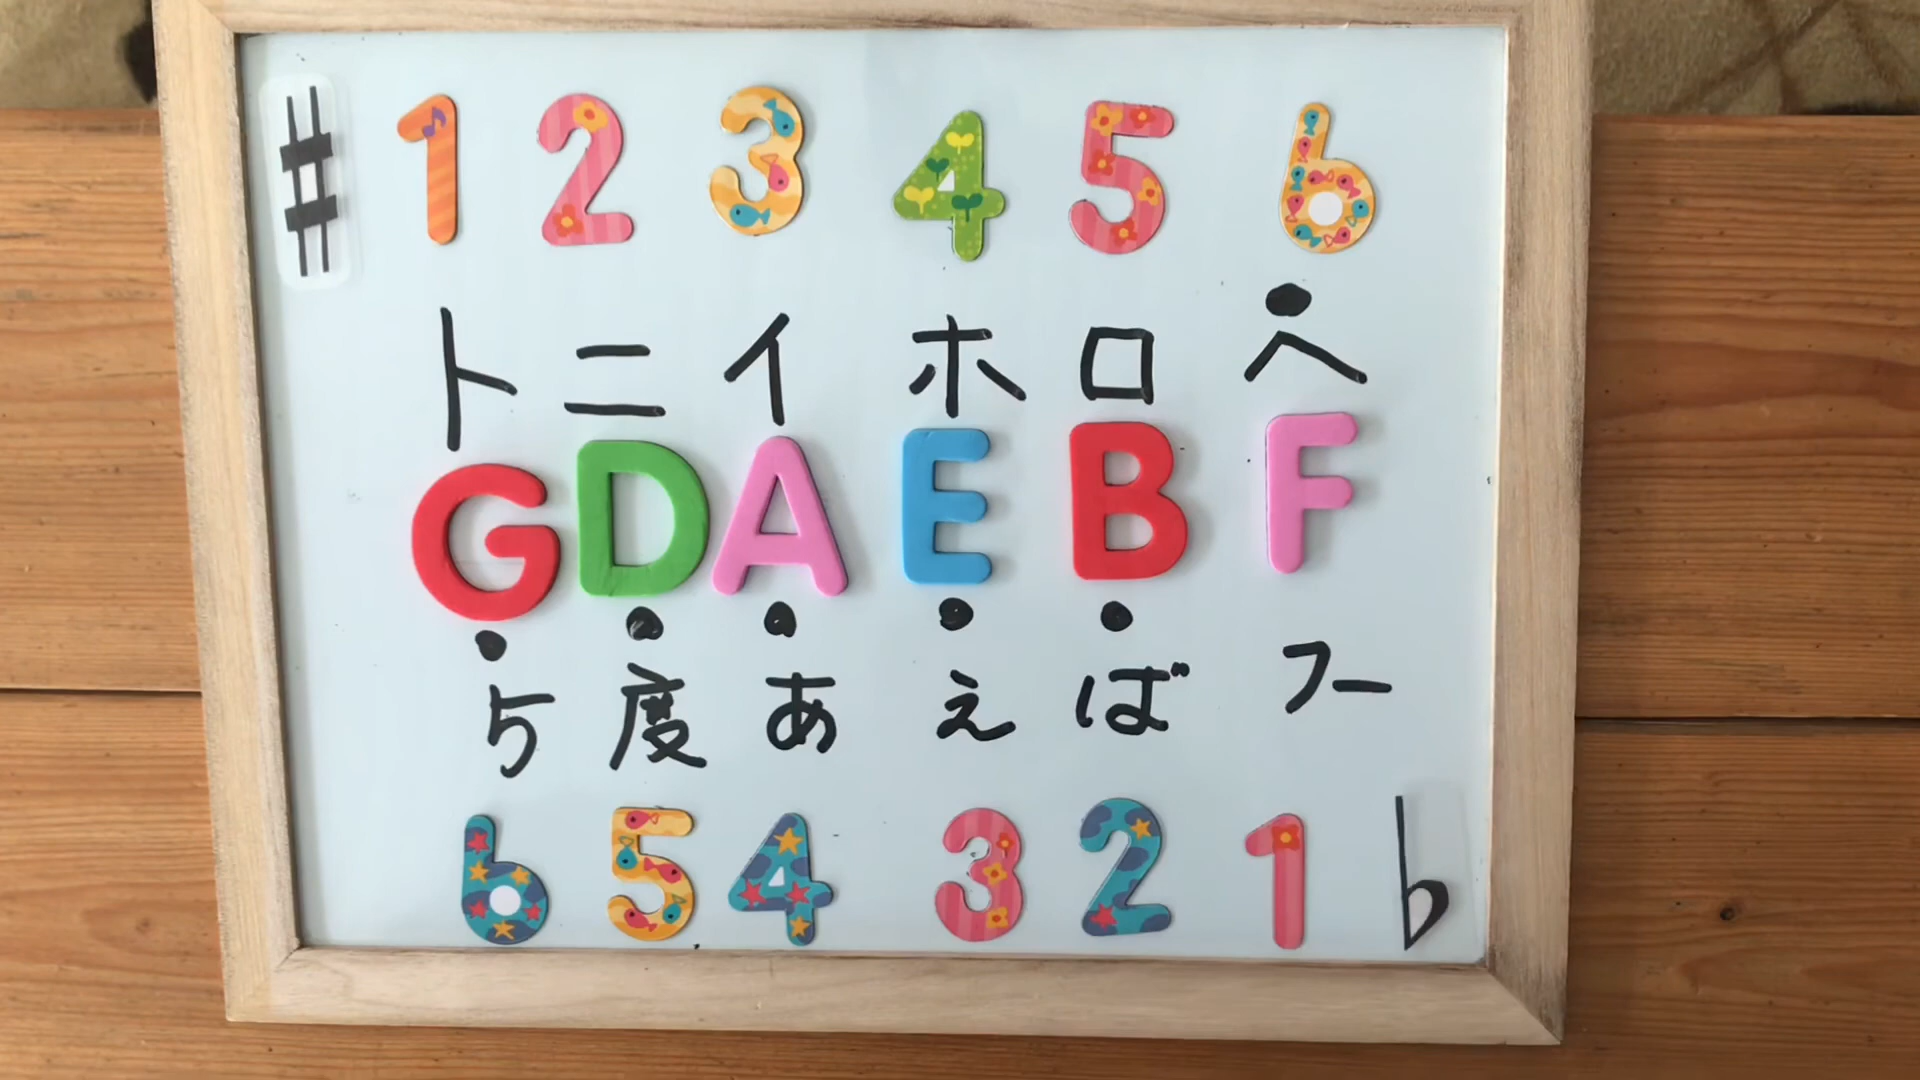 ♯ 1 2 3 4 5 6
ト ニ イ ホ ロ ヘ
G D A E B F
5 度 あ え ば フー
6 5 4 3 2 1 ♭